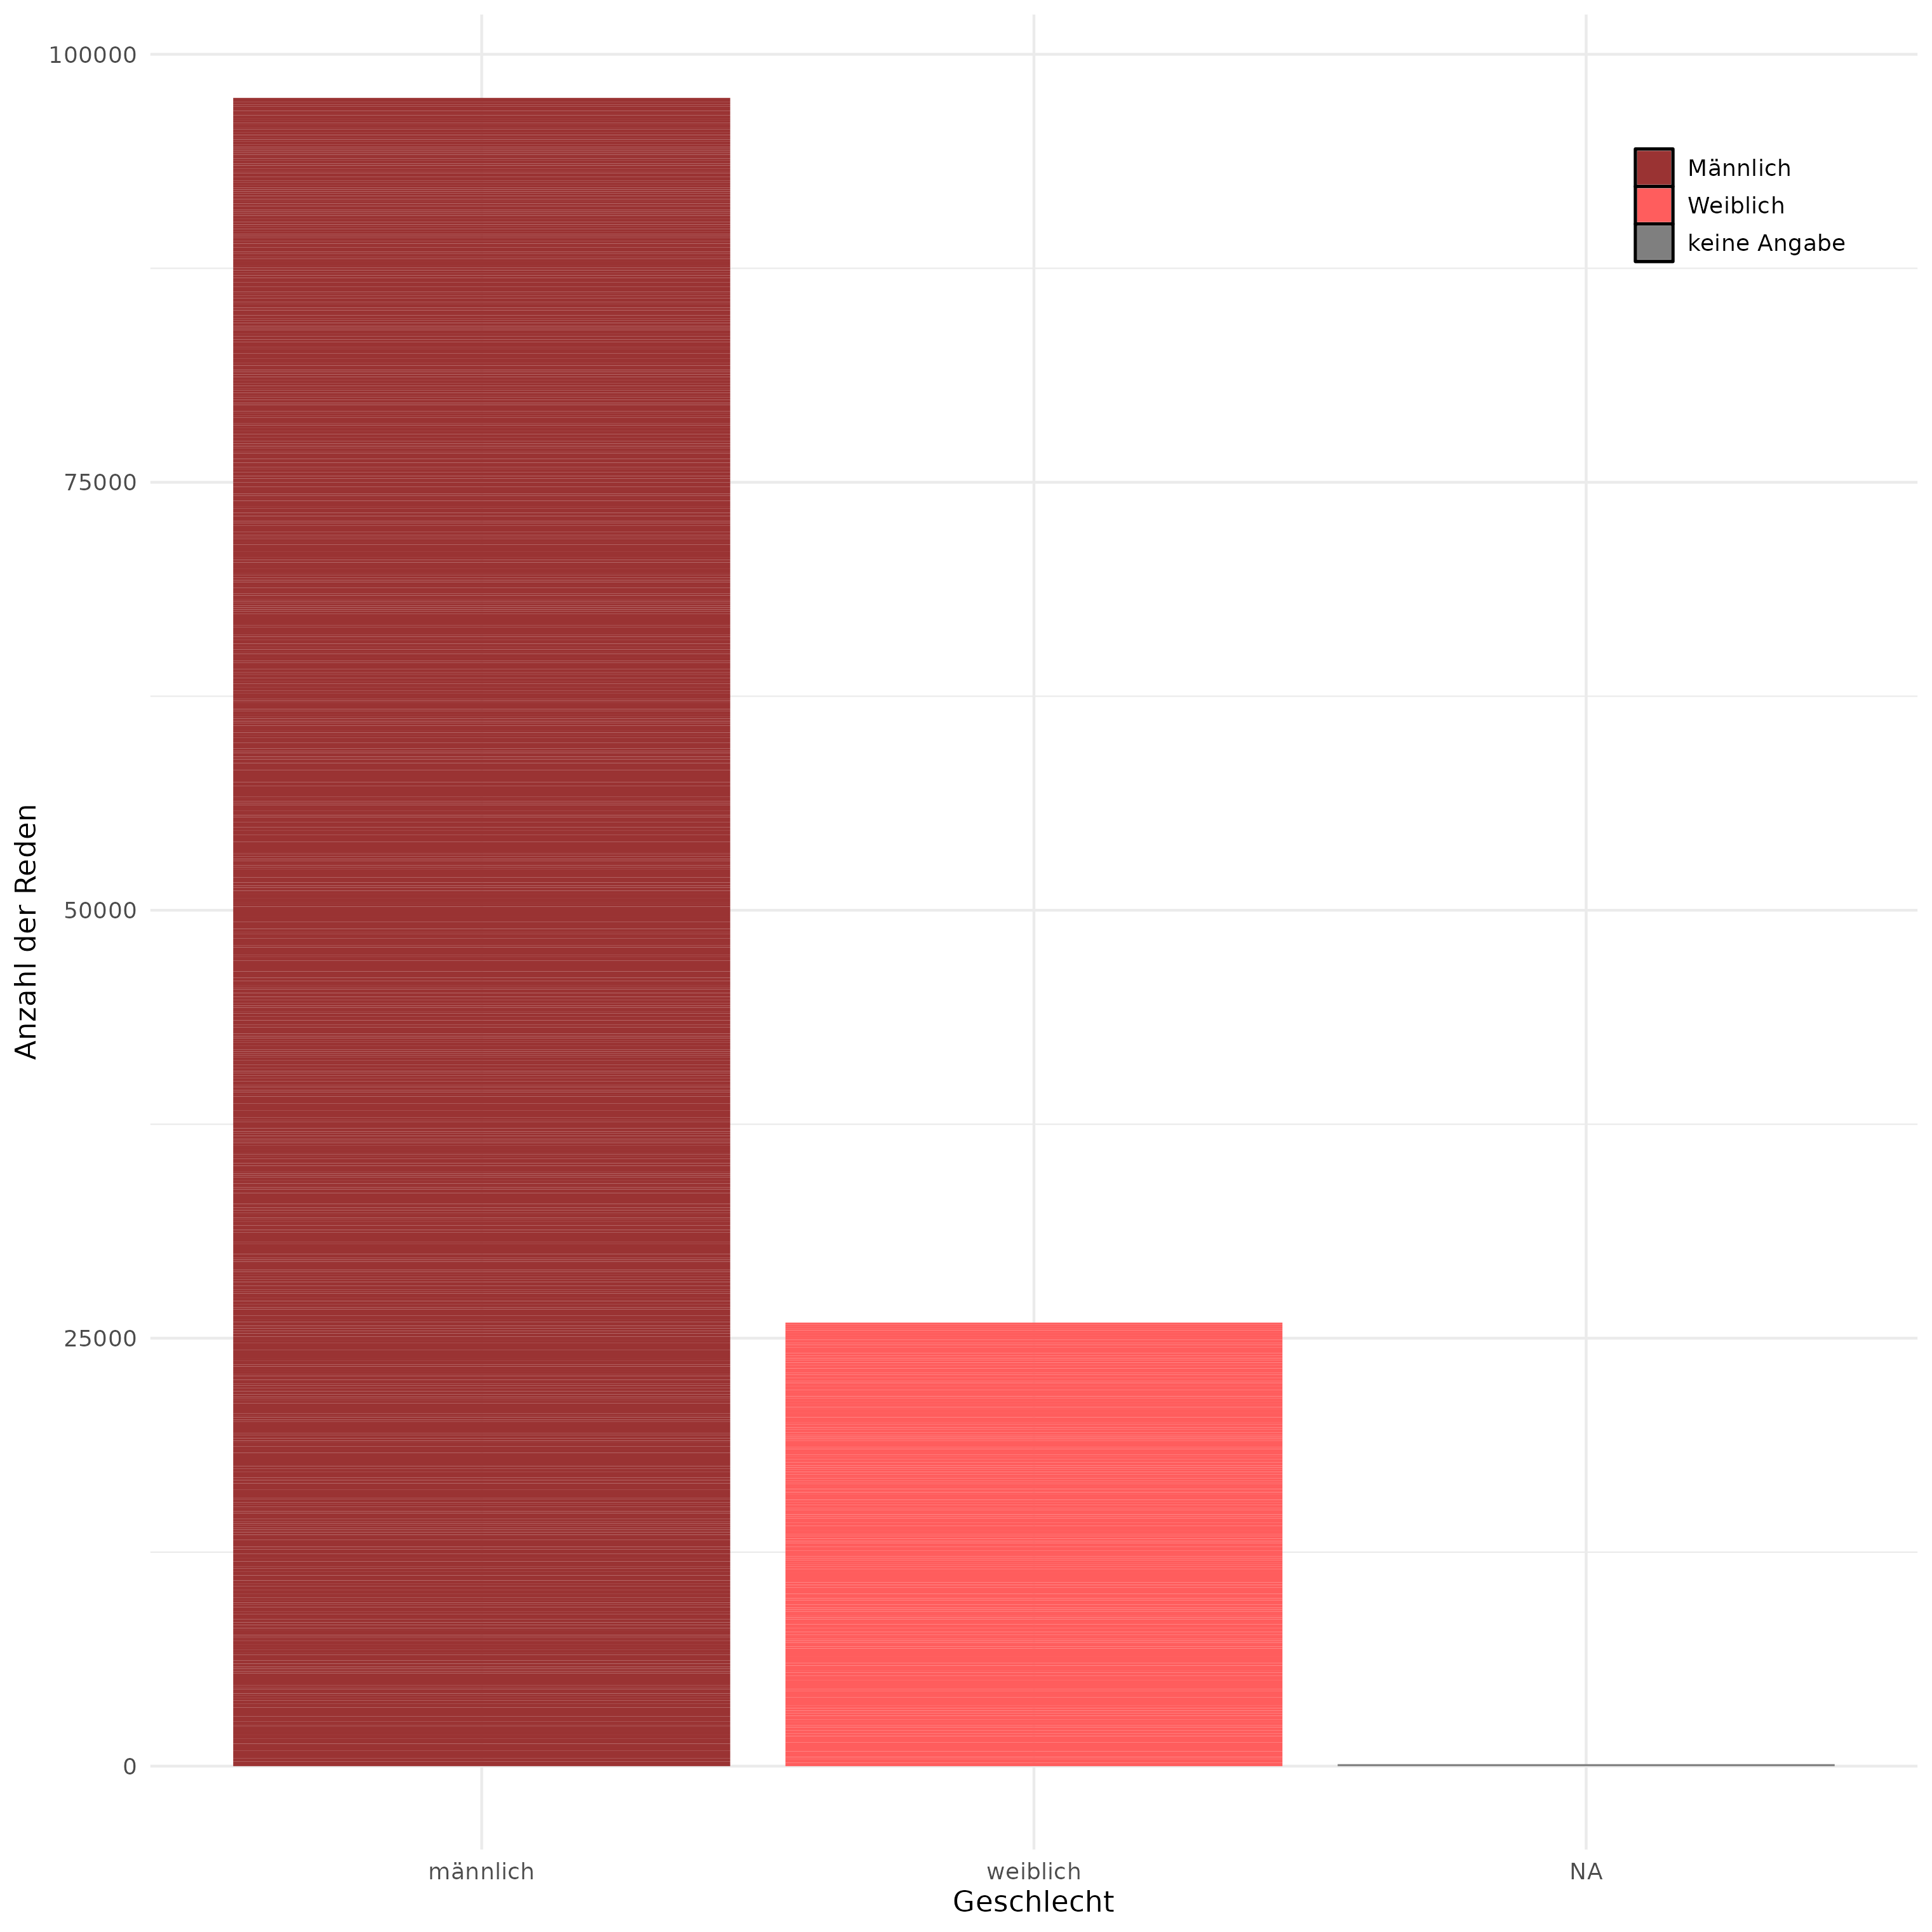 100000
75000
50000
25000
0
Anzahl der Reden
Männlich
Weiblich
keine Angabe
männlich
weiblich
NA
Geschlecht